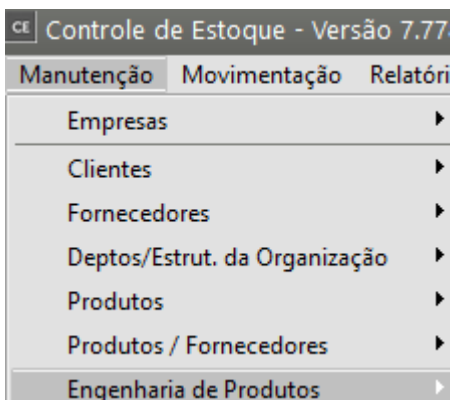 CE Controle de Estoque - Versão 7.77
Manutenção Movimentação Relatóri
Empresas
Clientes
Fornecedores
Deptos/Estrut. da Organização
Produtos
Produtos / Fornecedores
Engenharia de Produtos